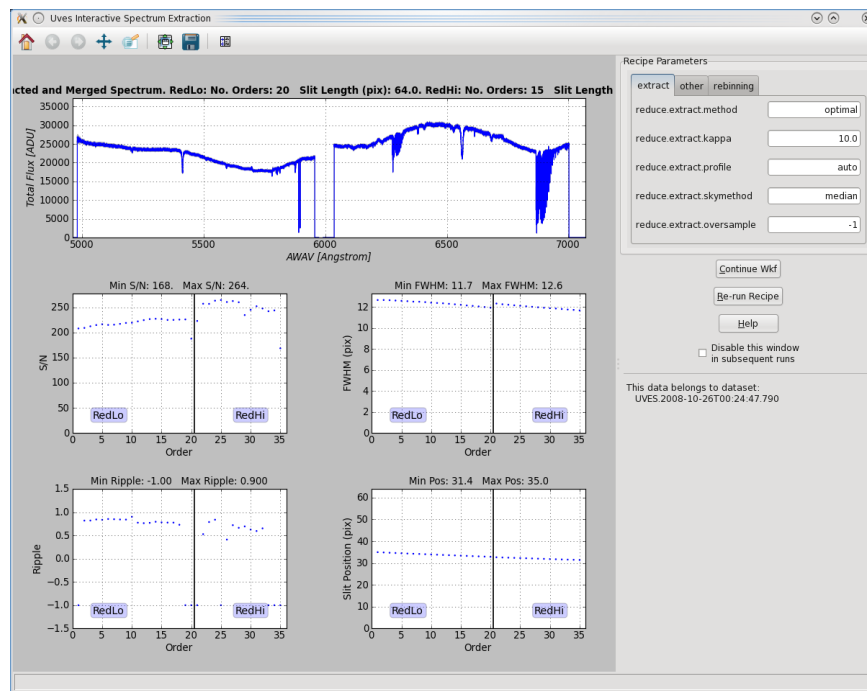 Uves Interactive Spectrum Extraction
Recipe Parameters
extract other rebinning
reduce.extract.method optimal
reduce.extract.kappa 10.0
reduce.extract.profile auto
reduce.extract.skymethod median
reduce.extract.oversample -1
Continue Wkf
Re-run Recipe
Help
Disable this window
in subsequent runs
This data belongs to dataset:
UVES.2008-10-26T00:24:47.790
acted and Merged Spectrum. RedLo: No. Orders: 20 Slit Length (pix): 64.0. RedHi: No. Orders: 15 Slit Length
Total Flux [ADU]
35000
30000
25000
20000
15000
10000
5000
0
5000 5500 6000 6500 7000
AWAV [Angstrom]
Min S/N: 168. Max S/N: 264.
S/N
250
200
150
100
50
0
RedLo RedHi
0 5 10 15 20 25 30 35
Order
Min FWHM: 11.7 Max FWHM: 12.6
FWHM (pix)
12
10
8
6
4
2
0
RedLo RedHi
0 5 10 15 20 25 30 35
Order
Min Ripple: -1.00 Max Ripple: 0.900
Ripple
1.5
1.0
0.5
0.0
−0.5
−1.0
−1.5
RedLo RedHi
0 5 10 15 20 25 30 35
Order
Min Pos: 31.4 Max Pos: 35.0
Slit Position (pix)
60
50
40
30
20
10
0
RedLo RedHi
0 5 10 15 20 25 30 35
Order